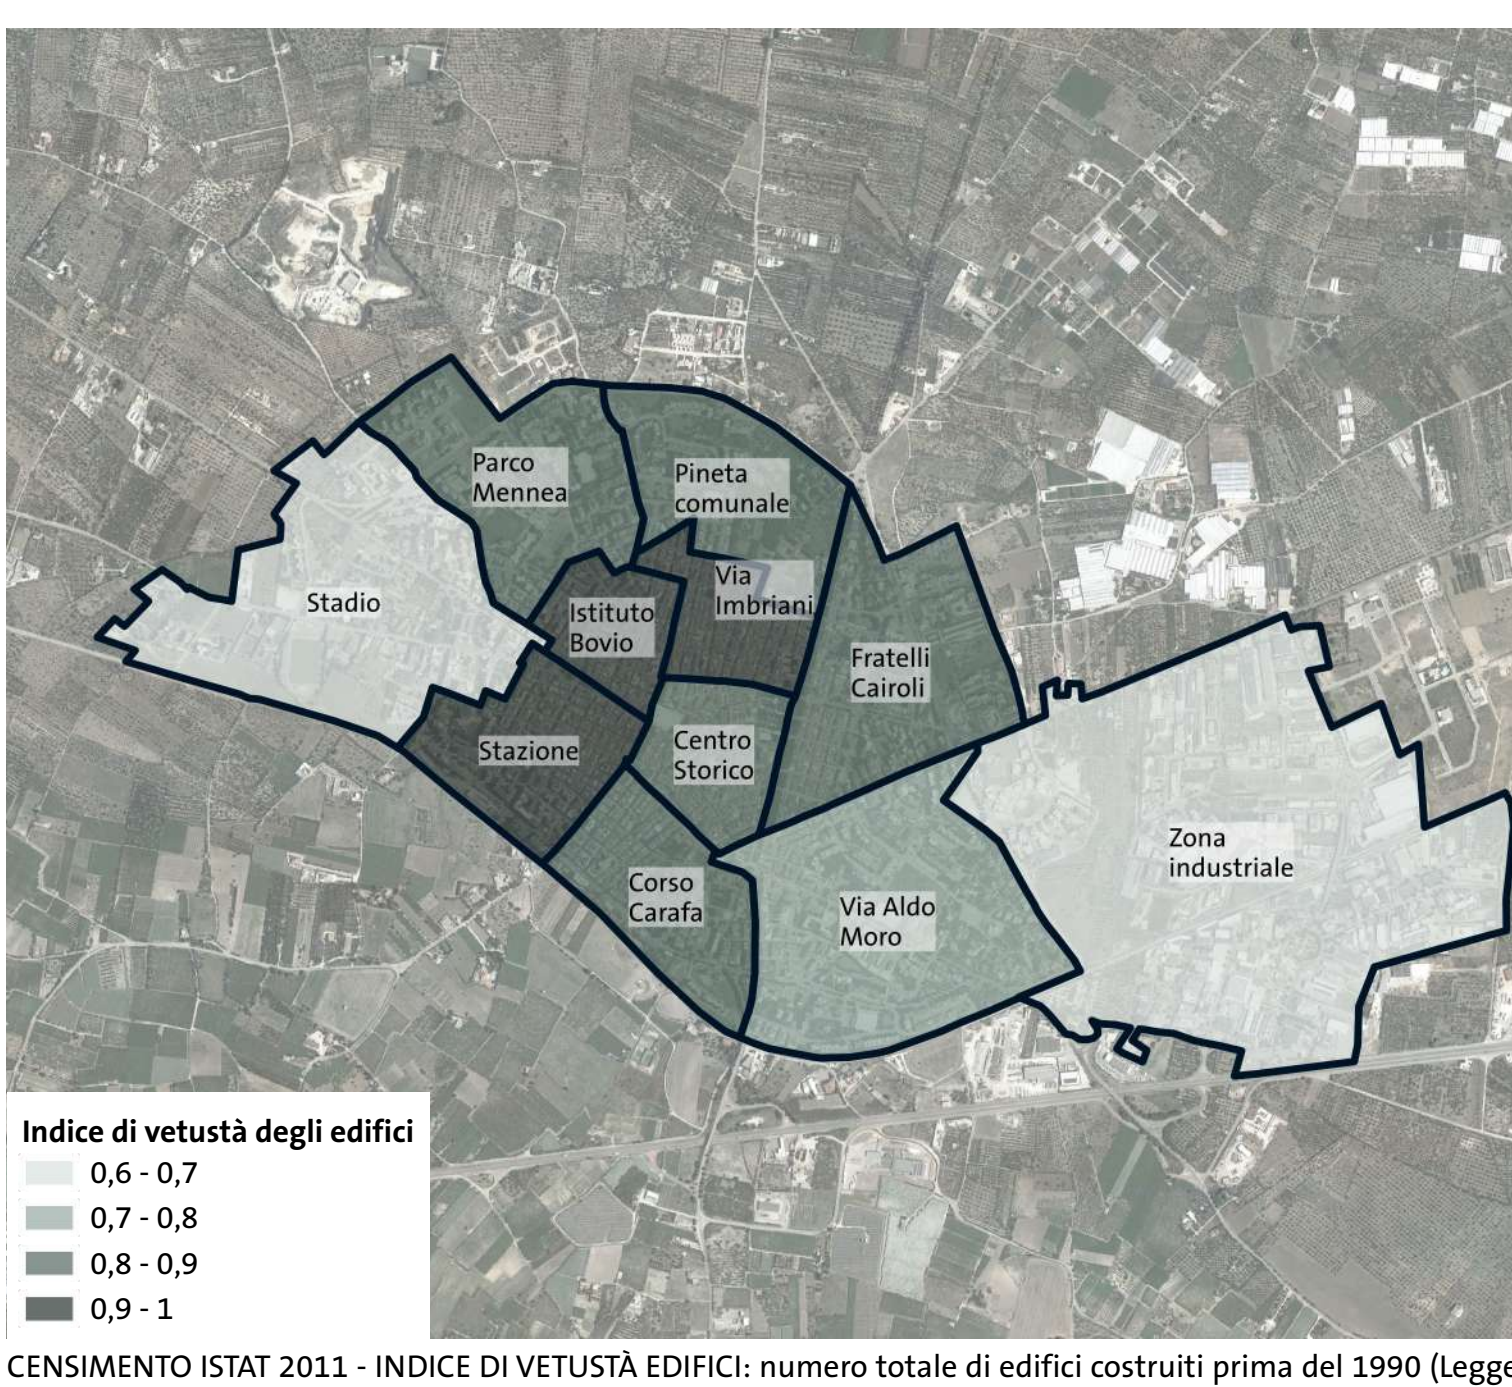 Parco
Mennea
Pineta
comunale
Stadio
Istituto
Bovio
Via
Imbriani
Fratelli
Cairoli
Stazione
Centro
Storico
Corso
Carafa
Via Aldo
Moro
Zona
industriale
Indice di vetustà degli edifici
0,6 - 0,7
0,7 - 0,8
0,8 - 0,9
0,9 - 1
CENSIMENTO ISTAT 2011 - INDICE DI VETUSTÀ EDIFICI: numero totale di edifici costruiti prima del 1990 (Legge